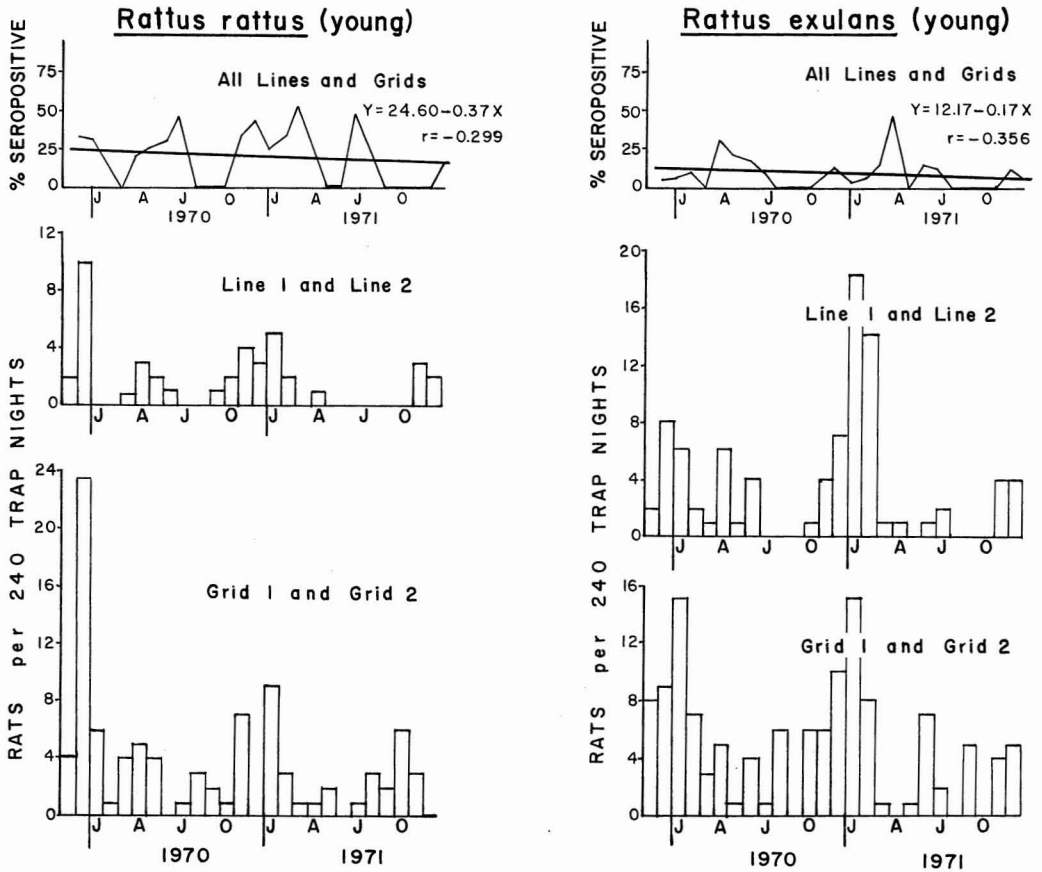 Rattus rattus (young)
% SEROPOSITIVE
75
50
25
0
All Lines and Grids
Y=24.60-0.37X
r=-0.299
J A J O J A J O
1970 1971
RATS per 240 TRAP NIGHTS
12
8
4
0
Line 1 and Line 2
J A J O J A J O
24
20
16
12
8
4
0
Grid 1 and Grid 2
J A J O J A J O
1970 1971
Rattus exulans (young)
% SEROPOSITIVE
75
50
25
0
All Lines and Grids
Y=12.17-0.17X
r=-0.356
J A J O J A J O
1970 1971
RATS per 240 TRAP NIGHTS
20
16
12
8
4
0
Line 1 and Line 2
J A J O J A J O
16
12
8
4
0
Grid 1 and Grid 2
J A J O J A J O
1970 1971